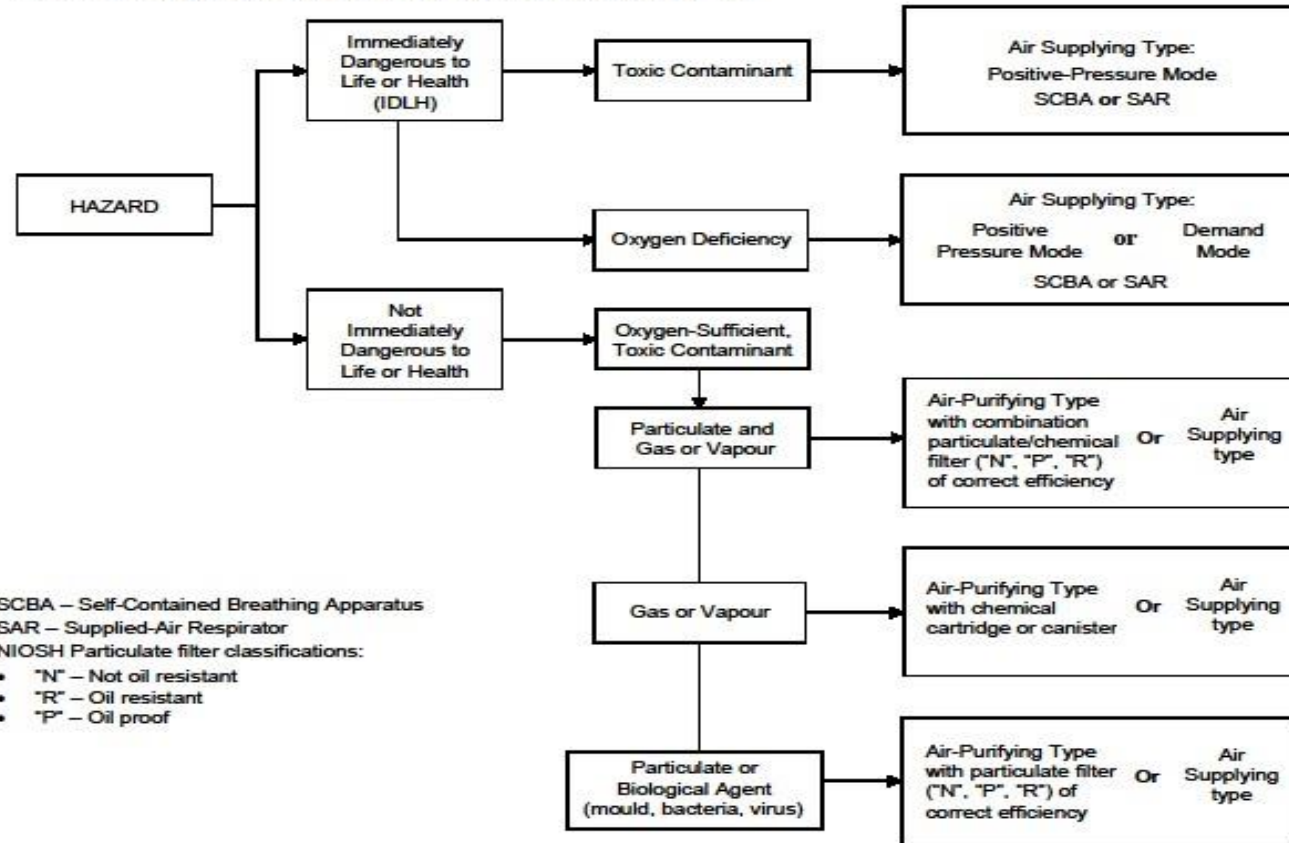 Immediately
Dangerous to
Life or Health
(IDLH)
Toxic Contaminant
Air Supplying Type:
Positive-Pressure Mode
SCBA or SAR
HAZARD
Oxygen Deficiency
Air Supplying Type:
Positive
Pressure Mode
or
Demand
Mode
SCBA or SAR
Not
Immediately
Dangerous to
Life or Health
Oxygen-Sufficient,
Toxic Contaminant
Particulate and
Gas or Vapour
Air-Purifying Type
with combination
particulate/chemical
filter ("N", "P", "R")
of correct efficiency
Or
Air
Supplying
type
Gas or Vapour
Air-Purifying Type
with chemical
cartridge or canister
Or
Air
Supplying
type
Particulate or
Biological Agent
(mould, bacteria, virus)
Air-Purifying Type
with particulate filter
("N", "P", "R") of
correct efficiency
Or
Air
Supplying
type
SCBA – Self-Contained Breathing Apparatus
SAR – Supplied-Air Respirator
NIOSH Particulate filter classifications:
• "N" – Not oil resistant
• "R" – Oil resistant
• "P" – Oil proof